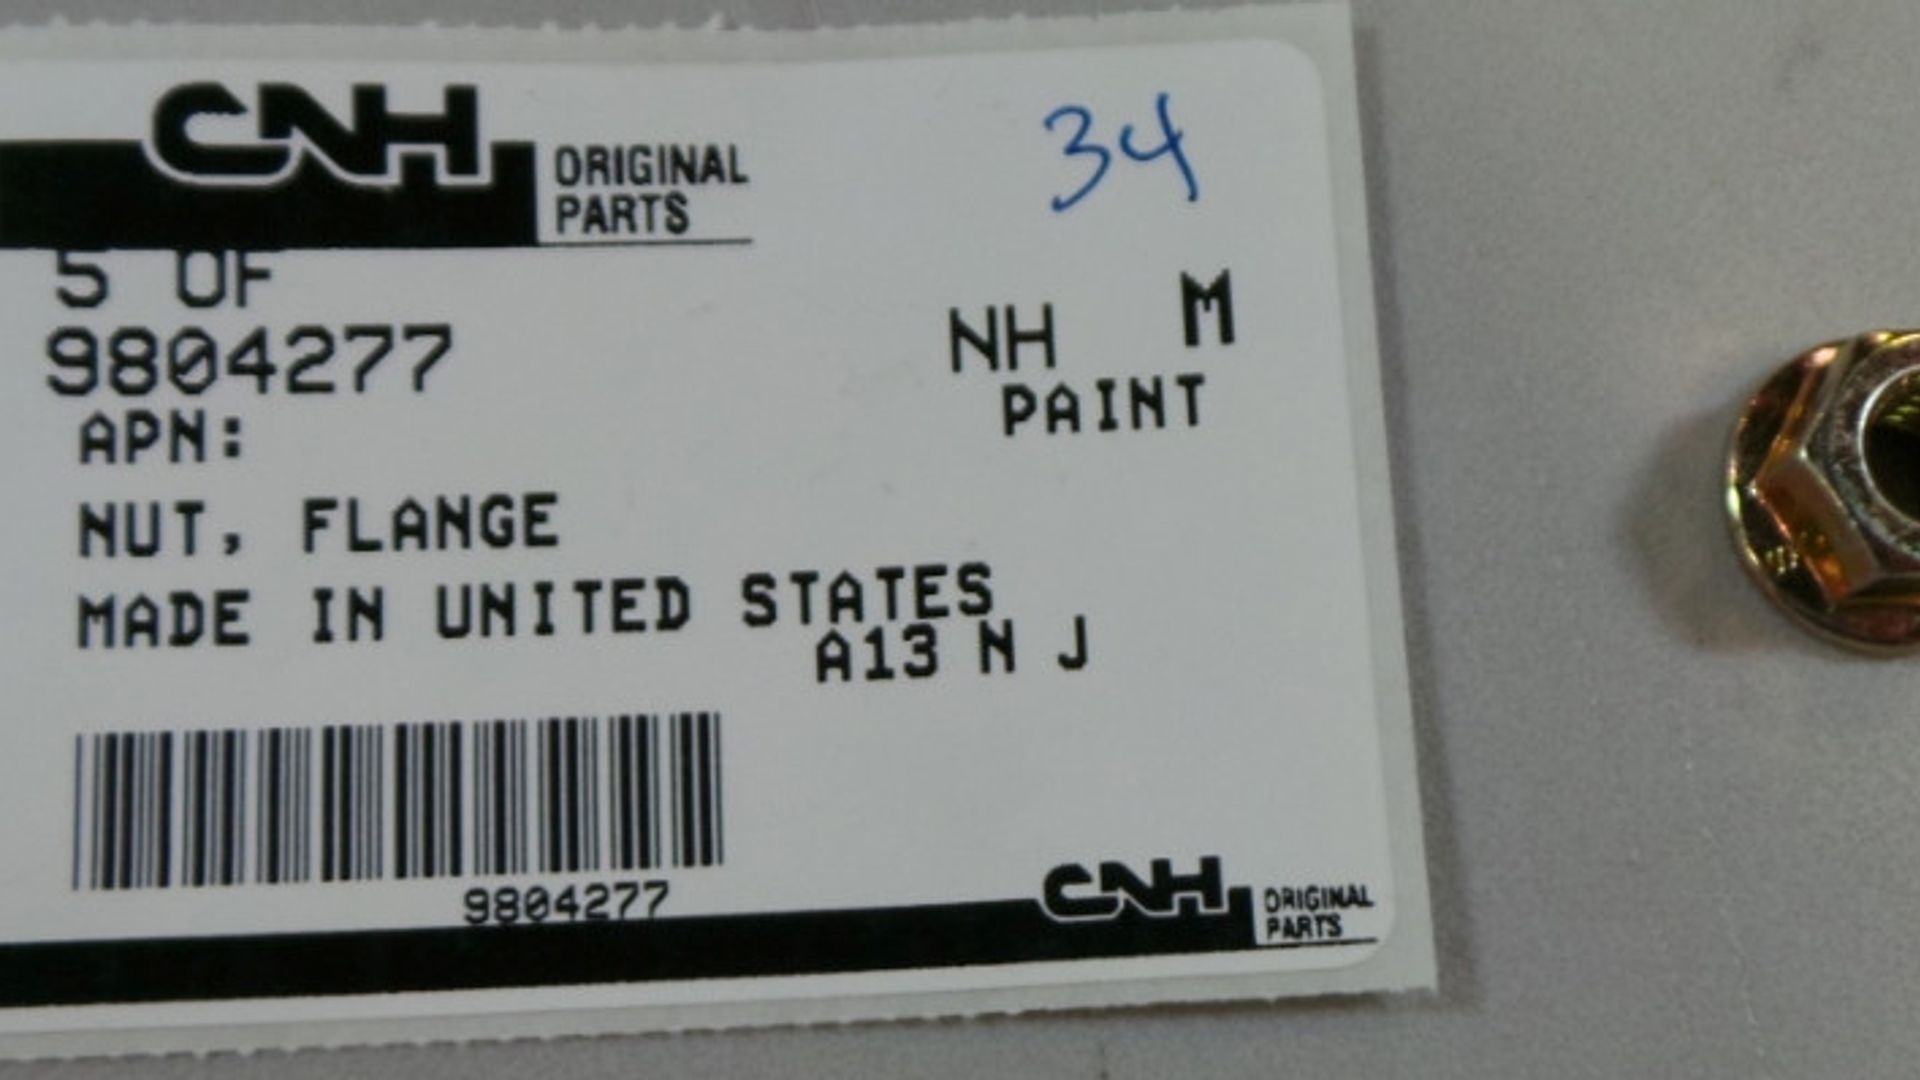 CNH ORIGINAL
PARTS
34
5 OF
9804277
NH M
PAINT
APN:
NUT, FLANGE
MADE IN UNITED STATES
A13 N J
9804277
CNH ORIGINAL
PARTS